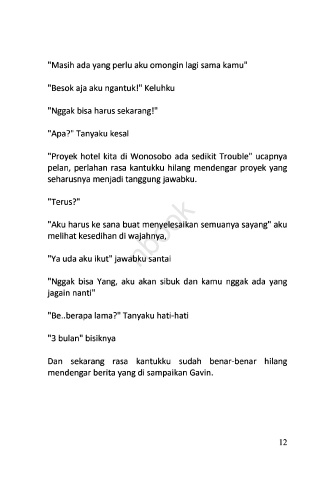 "Masih ada yang perlu aku omongin lagi sama kamu"
"Besok aja aku ngantuk!" Keluhku
"Nggak bisa harus sekarang!"
"Apa?" Tanyaku kesal
"Proyek hotel kita di Wonosobo ada sedikit Trouble" ucapnya
pelan, perlahan rasa kantukku hilang mendengar proyek yang
seharusnya menjadi tanggung jawabku.
"Terus?"
"Aku harus ke sana buat menyelesaikan semuanya sayang" aku
melihat kesedihan di wajahnya,
"Ya uda aku ikut" jawabku santai
"Nggak bisa Yang, aku akan sibuk dan kamu nggak ada yang
jagain nanti"
"Be..berapa lama?" Tanyaku hati-hati
"3 bulan" bisiknya
Dan sekarang rasa kantukku sudah benar-benar hilang
mendengar berita yang di sampaikan Gavin.
12